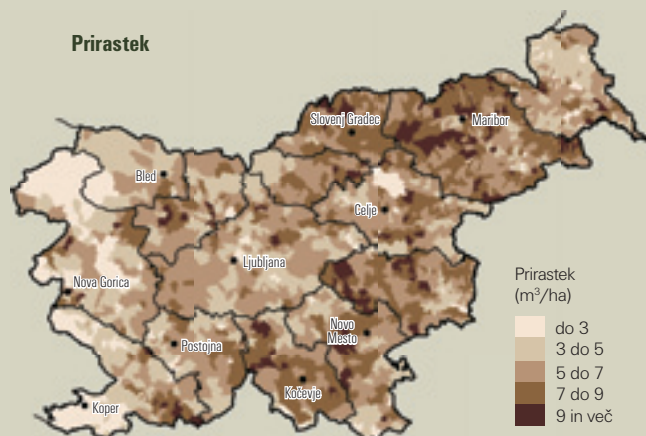 Prirastek
Slovenj Gradec
Maribor
Bled
Celje
Ljubljana
Nova Gorica
Novo
Mesto
Postojna
Kočevje
Koper
Prirastek
(m³/ha)
do 3
3 do 5
5 do 7
7 do 9
9 in več